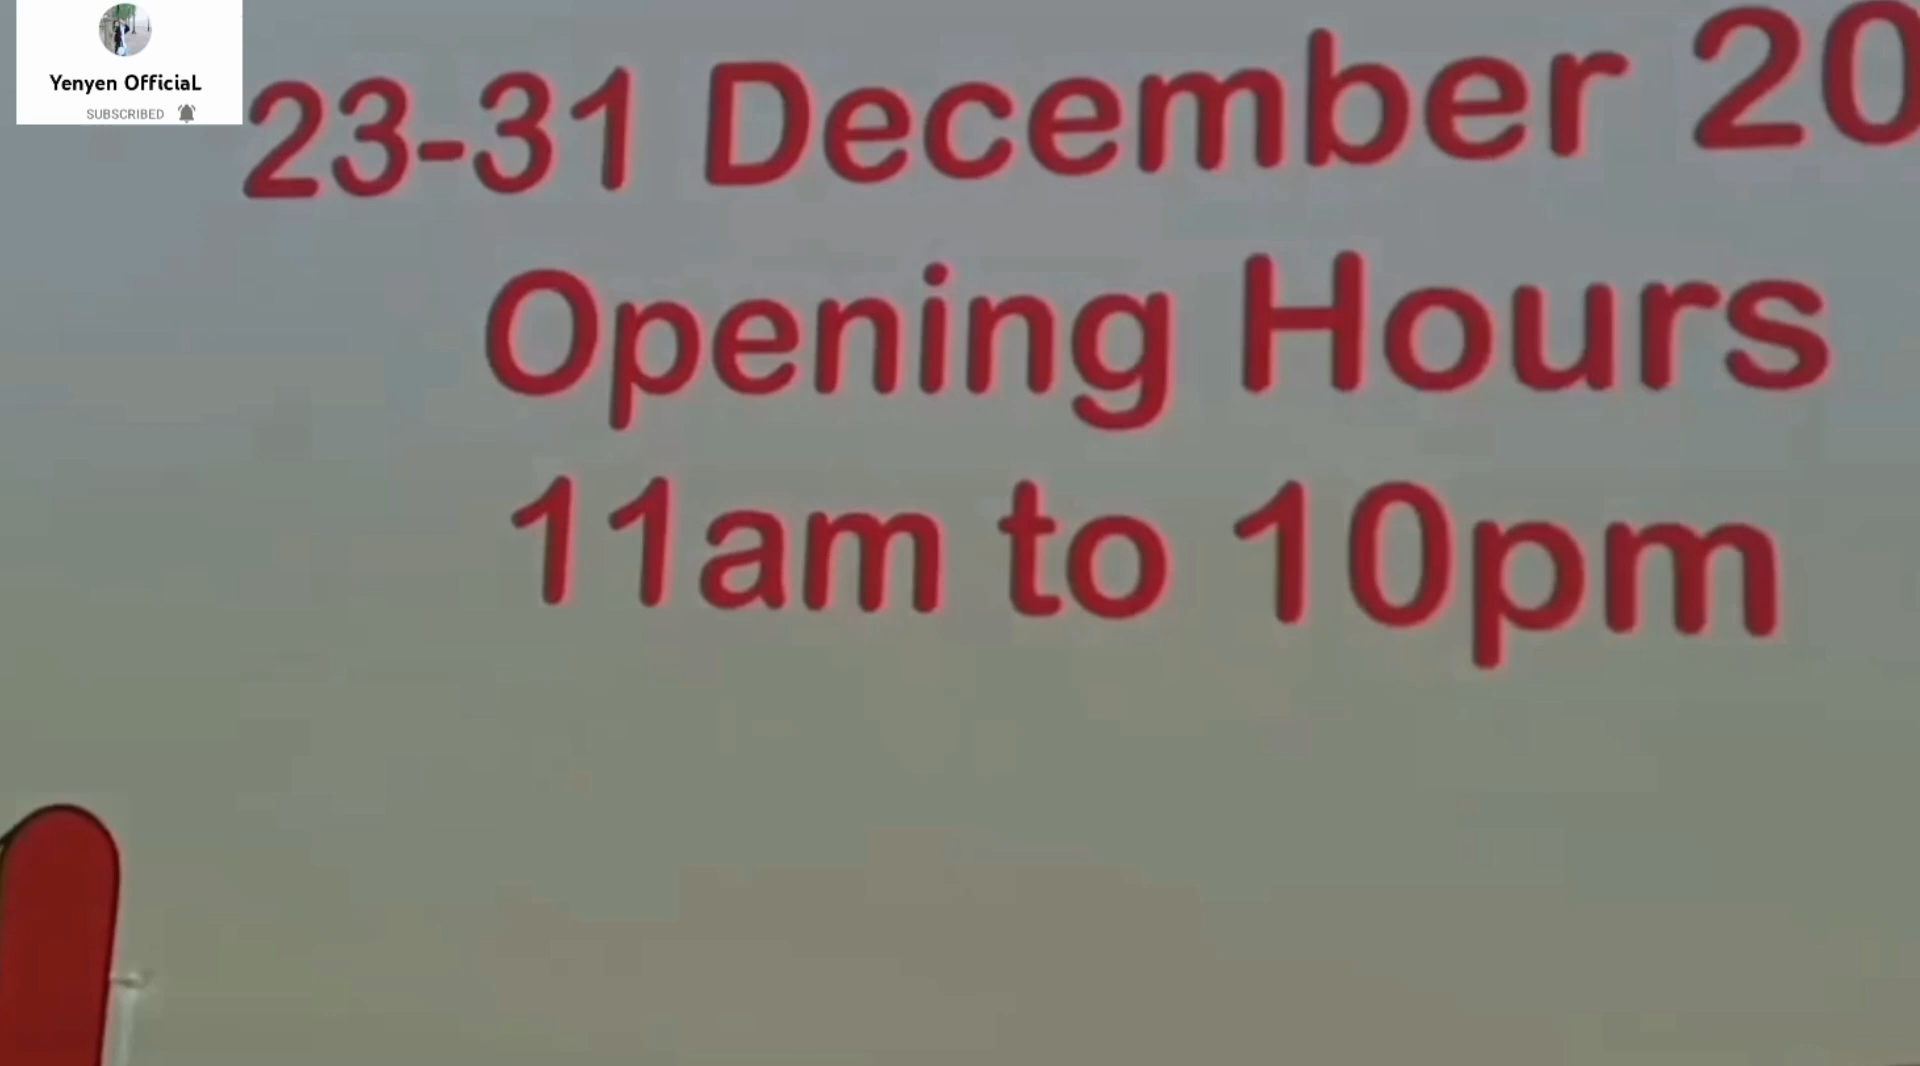 Yenyen OfficiaL
SUBSCRIBED
23-31 December 20
Opening Hours
11am to 10pm